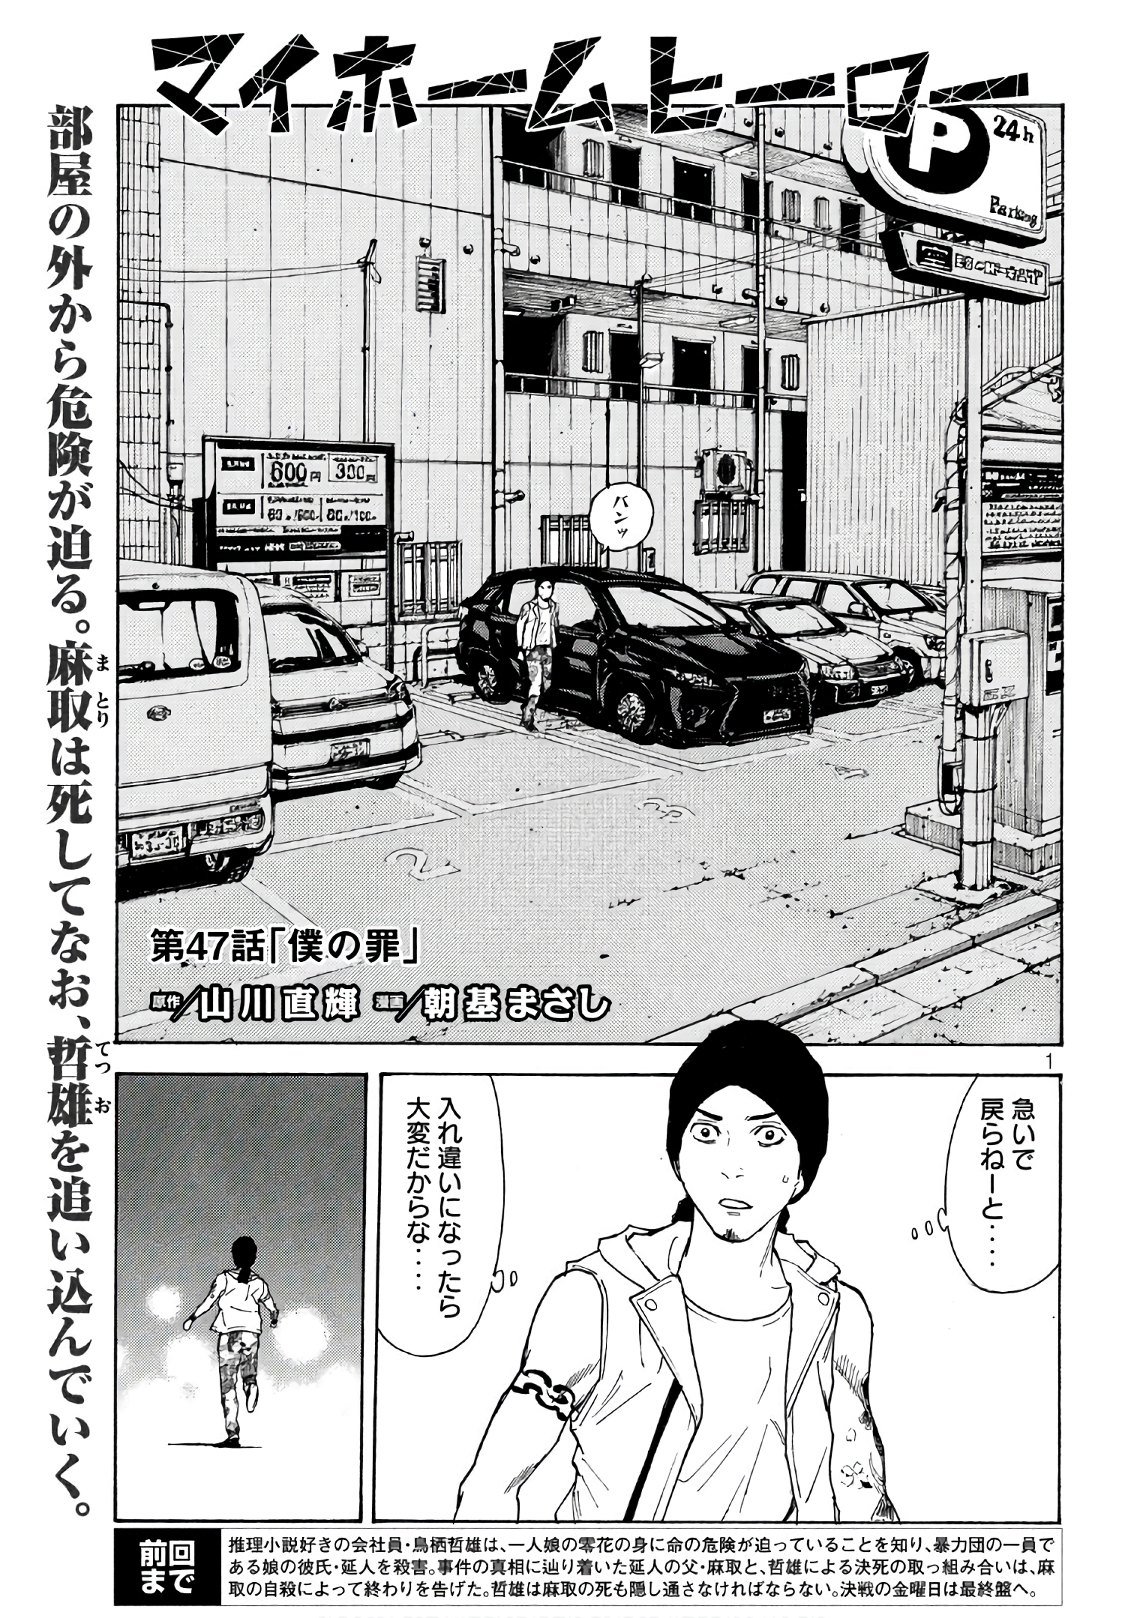 マイホームヒーロー
部屋の外から危険が迫る。麻取は死してなお、哲雄を追い込んでいく。
まとり
てつお
P
24h
Parking
600円
300円
バンッ
第47話「僕の罪」
原作/山川直輝 漫画/朝基まさし
1
急いで
戻らねーと‥‥
入れ違いになったら
大変だからな‥‥
前回
まで
推理小説好きの会社員・鳥栖哲雄は、一人娘の零花の身に命の危険が迫っていることを知り、暴力団の一員で
ある娘の彼氏・延人を殺害。事件の真相に辿り着いた延人の父・麻取と、哲雄による決死の取っ組み合いは、麻
取の自殺によって終わりを告げた。哲雄は麻取の死も隠し通さなければならない。決戦の金曜日は最終盤へ。